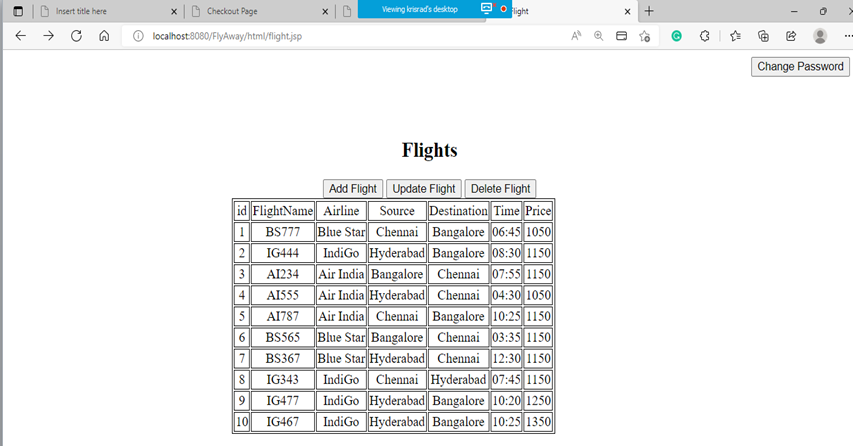 Insert title here
Checkout Page
Viewing krisrad's desktop
Flight
localhost:8080/FlyAway/html/flight.jsp
Change Password
Flights
Add Flight Update Flight Delete Flight
id FlightName Airline Source Destination Time Price
1 BS777 Blue Star Chennai Bangalore 06:45 1050
2 IG444 IndiGo Hyderabad Bangalore 08:30 1150
3 AI234 Air India Bangalore Chennai 07:55 1150
4 AI555 Air India Hyderabad Chennai 04:30 1050
5 AI787 Air India Chennai Bangalore 10:25 1150
6 BS565 Blue Star Bangalore Chennai 03:35 1150
7 BS367 Blue Star Hyderabad Chennai 12:30 1150
8 IG343 IndiGo Chennai Hyderabad 07:45 1150
9 IG477 IndiGo Hyderabad Bangalore 10:20 1250
10 IG467 IndiGo Hyderabad Bangalore 10:25 1350